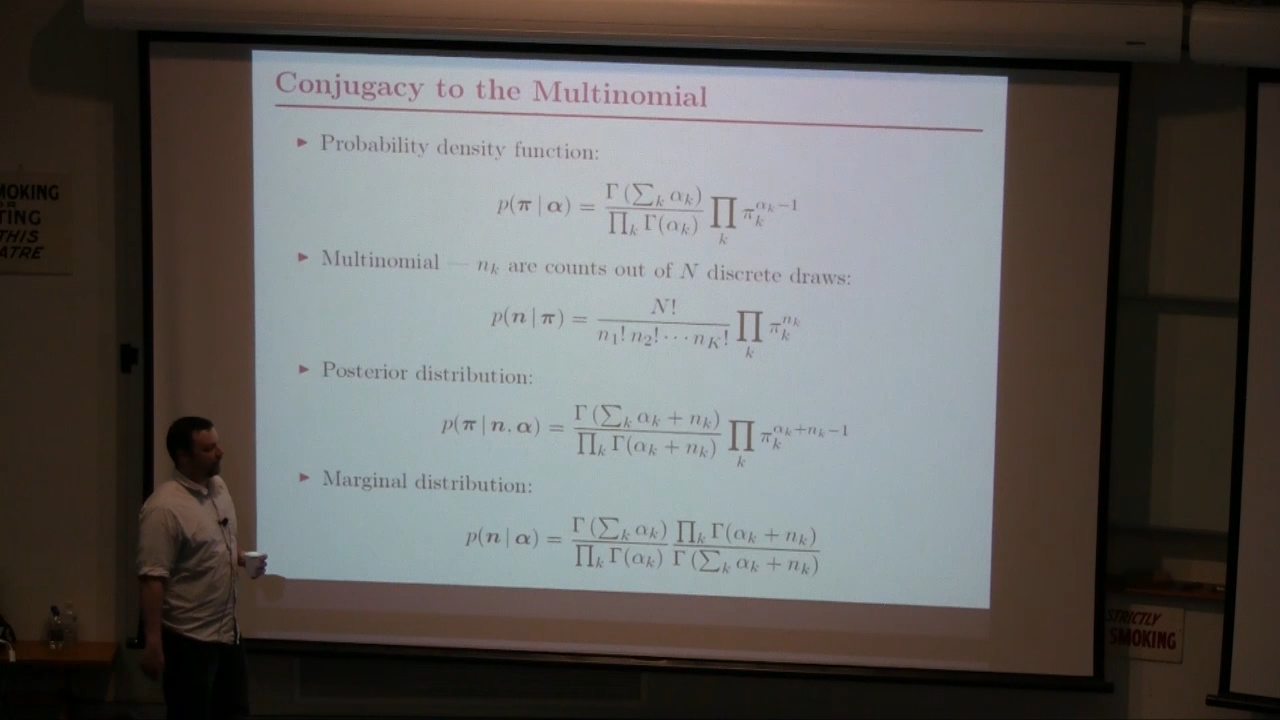 Conjugacy to the Multinomial
► Probability density function:
p(π | α) = Γ (∑_k α_k) / ∏_k Γ(α_k) ∏_k π_k^{α_k−1}
► Multinomial — n_k are counts out of N discrete draws:
p(n | π) = N! / n_1! n_2! ··· n_K! ∏_k π_k^{n_k}
► Posterior distribution:
p(π | n, α) = Γ (∑_k α_k + n_k) / ∏_k Γ(α_k + n_k) ∏_k π_k^{α_k+n_k−1}
► Marginal distribution:
p(n | α) = Γ (∑_k α_k) / ∏_k Γ(α_k) ∏_k Γ(α_k + n_k) / Γ (∑_k α_k + n_k)
MOKING
TING
THIS
ATRE
STRICTLY
SMOKING